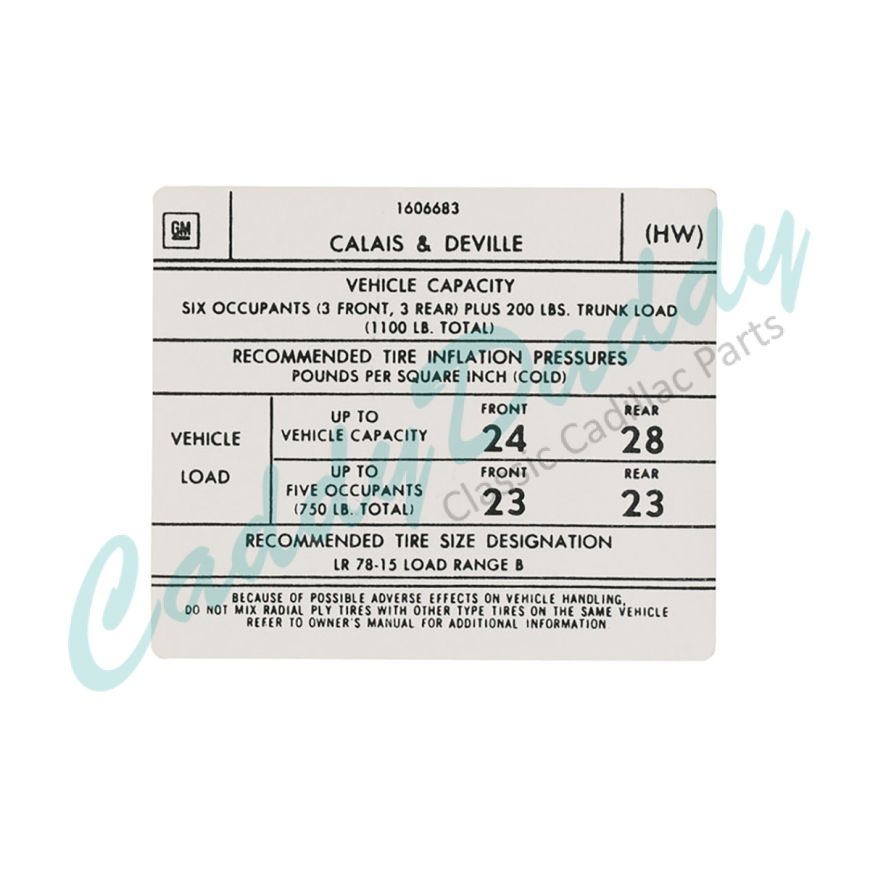 1606683
GM
CALAIS & DEVILLE
(HW)
VEHICLE CAPACITY
SIX OCCUPANTS (3 FRONT, 3 REAR) PLUS 200 LBS. TRUNK LOAD
(1100 LB. TOTAL)
RECOMMENDED TIRE INFLATION PRESSURES
POUNDS PER SQUARE INCH (COLD)
VEHICLE
LOAD
UP TO
VEHICLE CAPACITY
FRONT
24
REAR
28
UP TO
FIVE OCCUPANTS
(750 LB. TOTAL)
FRONT
23
REAR
23
RECOMMENDED TIRE SIZE DESIGNATION
LR 78-15 LOAD RANGE B
BECAUSE OF POSSIBLE ADVERSE EFFECTS ON VEHICLE HANDLING,
DO NOT MIX RADIAL PLY TIRES WITH OTHER TYPE TIRES ON THE SAME VEHICLE
REFER TO OWNER'S MANUAL FOR ADDITIONAL INFORMATION
Caddy Daddy
Classic Cadillac Parts